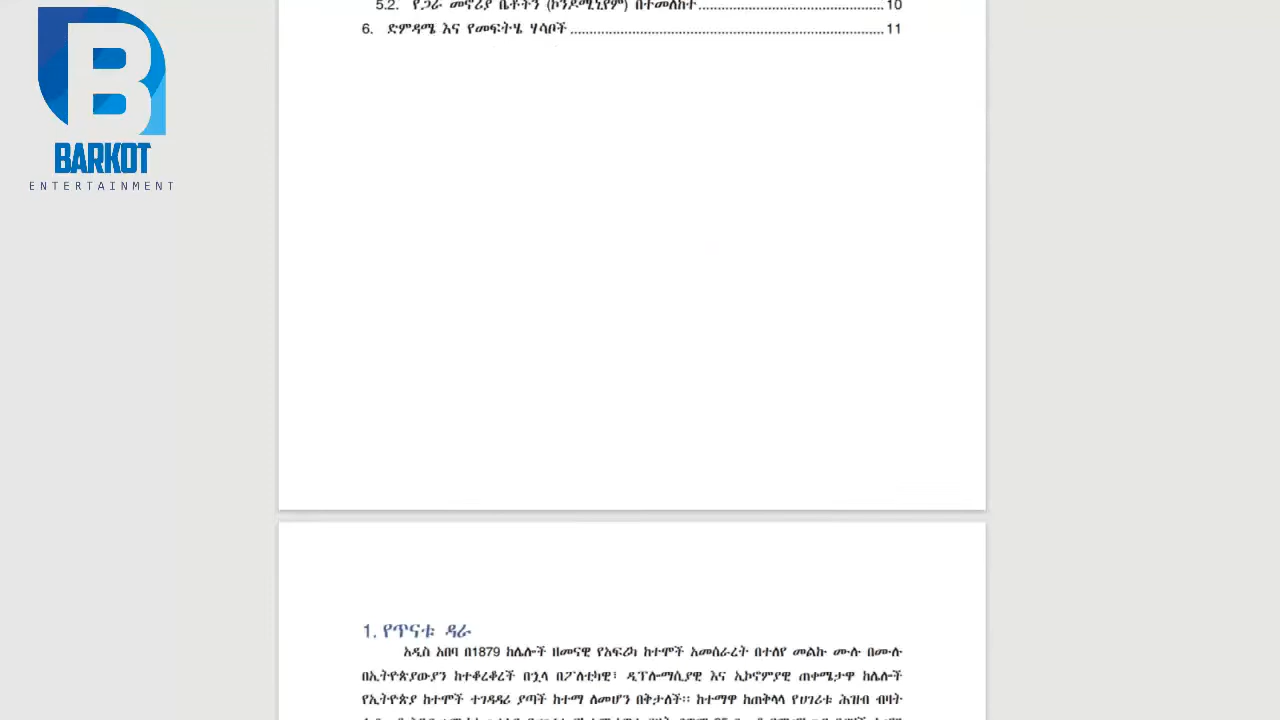 BARKOT
ENTERTAINMENT
5.2. የጋራ መኖሪያ ቤቶችን (ኮንዶሚኒየም) በተመለከተ 10
6. ድምዳሜ እና የመፍትሄ ሃሳቦች 11
1. የጥናቱ ዳራ
አዲስ አበባ በ1879 ከሌሎች ዘመናዊ የአፍሪካ ከተሞች አመሰራረት በተለየ መልኩ ሙሉ በሙሉ
በኢትዮጵያውያን ከተቆረቆረች በኋላ በፖለቲካዊ፣ ዲፕሎማሲያዊ እና ኢኮኖምያዊ ጠቀሜታዋ ከሌሎች
የኢትዮጵያ ከተሞች ተገዳዳሪ ያጣች ከተማ ለመሆን በቅታለች። ከተማዋ ከጠቅላላ የሀገሪቱ ሕዝብ ብዛት